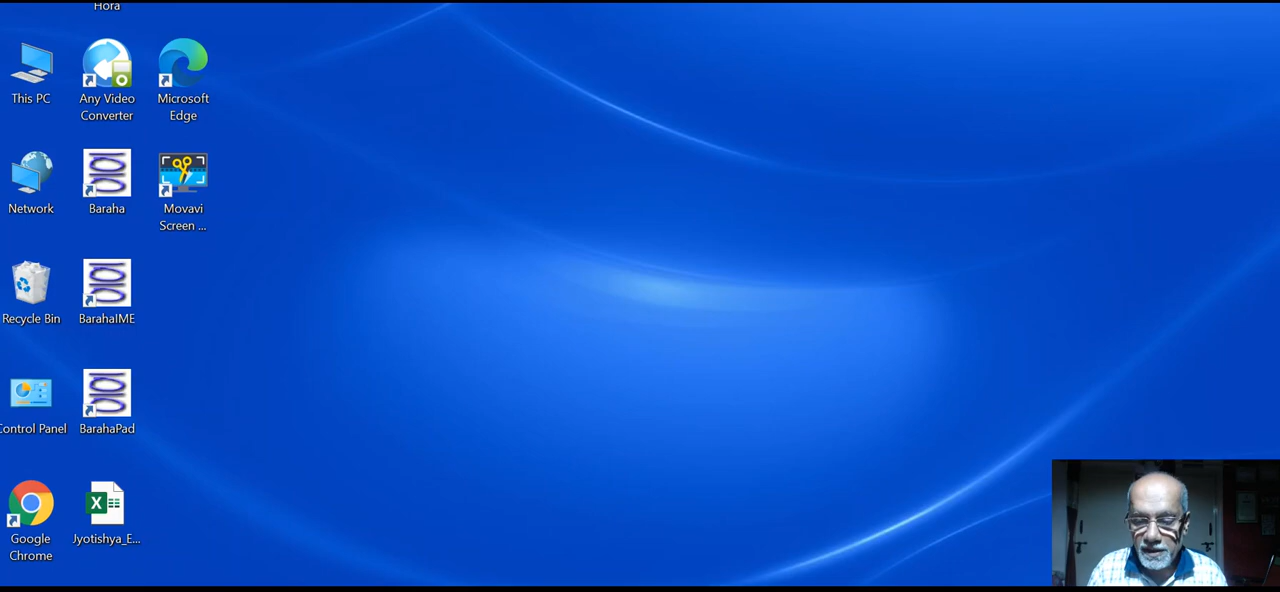 Hora
This PC
Any Video
Converter
Microsoft
Edge
Network
Baraha
Movavi
Screen ...
Recycle Bin
BarahaIME
Control Panel
BarahaPad
Google
Chrome
Jyotishya_E...